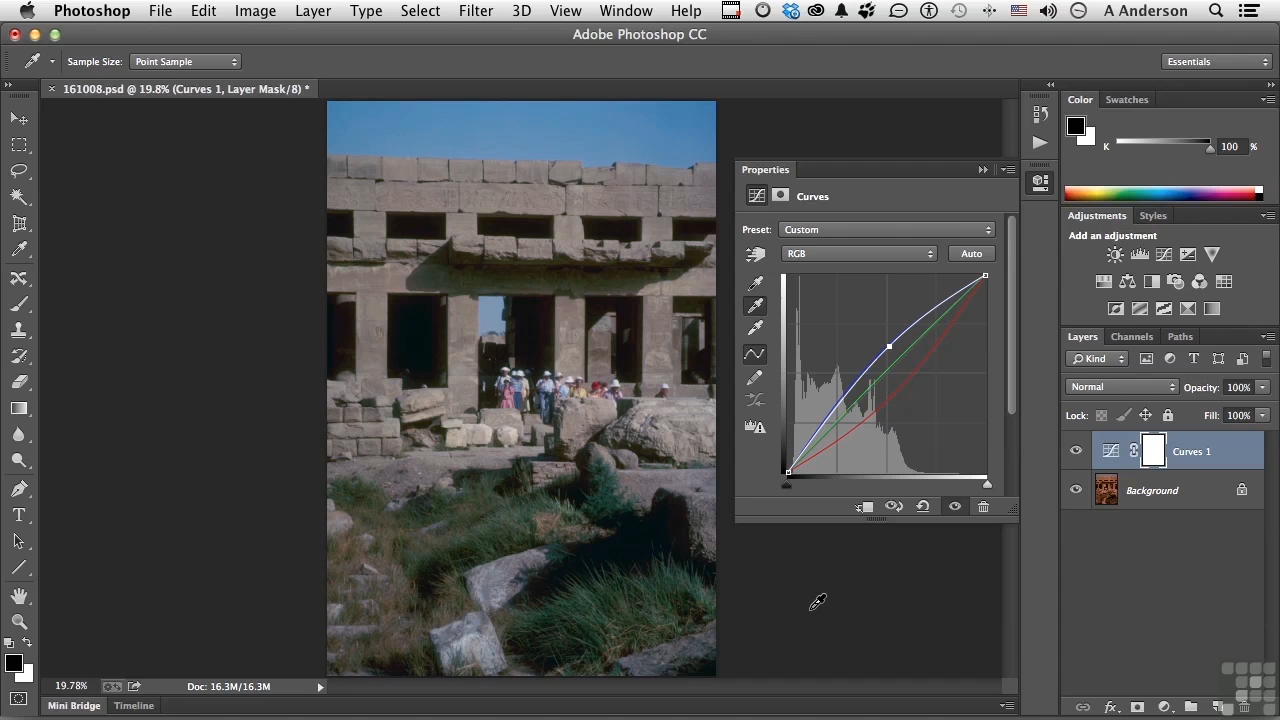 Photoshop File Edit Image Layer Type Select Filter 3D View Window Help A Anderson
Adobe Photoshop CC
Sample Size: Point Sample Essentials
161008.psd @ 19.8% (Curves 1, Layer Mask/8) *
Color Swatches
K 100 %
Properties
Curves
Preset: Custom
RGB Auto
Adjustments Styles
Add an adjustment
Layers Channels Paths
Kind
Normal Opacity: 100%
Lock: Fill: 100%
Curves 1
Background
19.78% Doc: 16.3M/16.3M
Mini Bridge Timeline